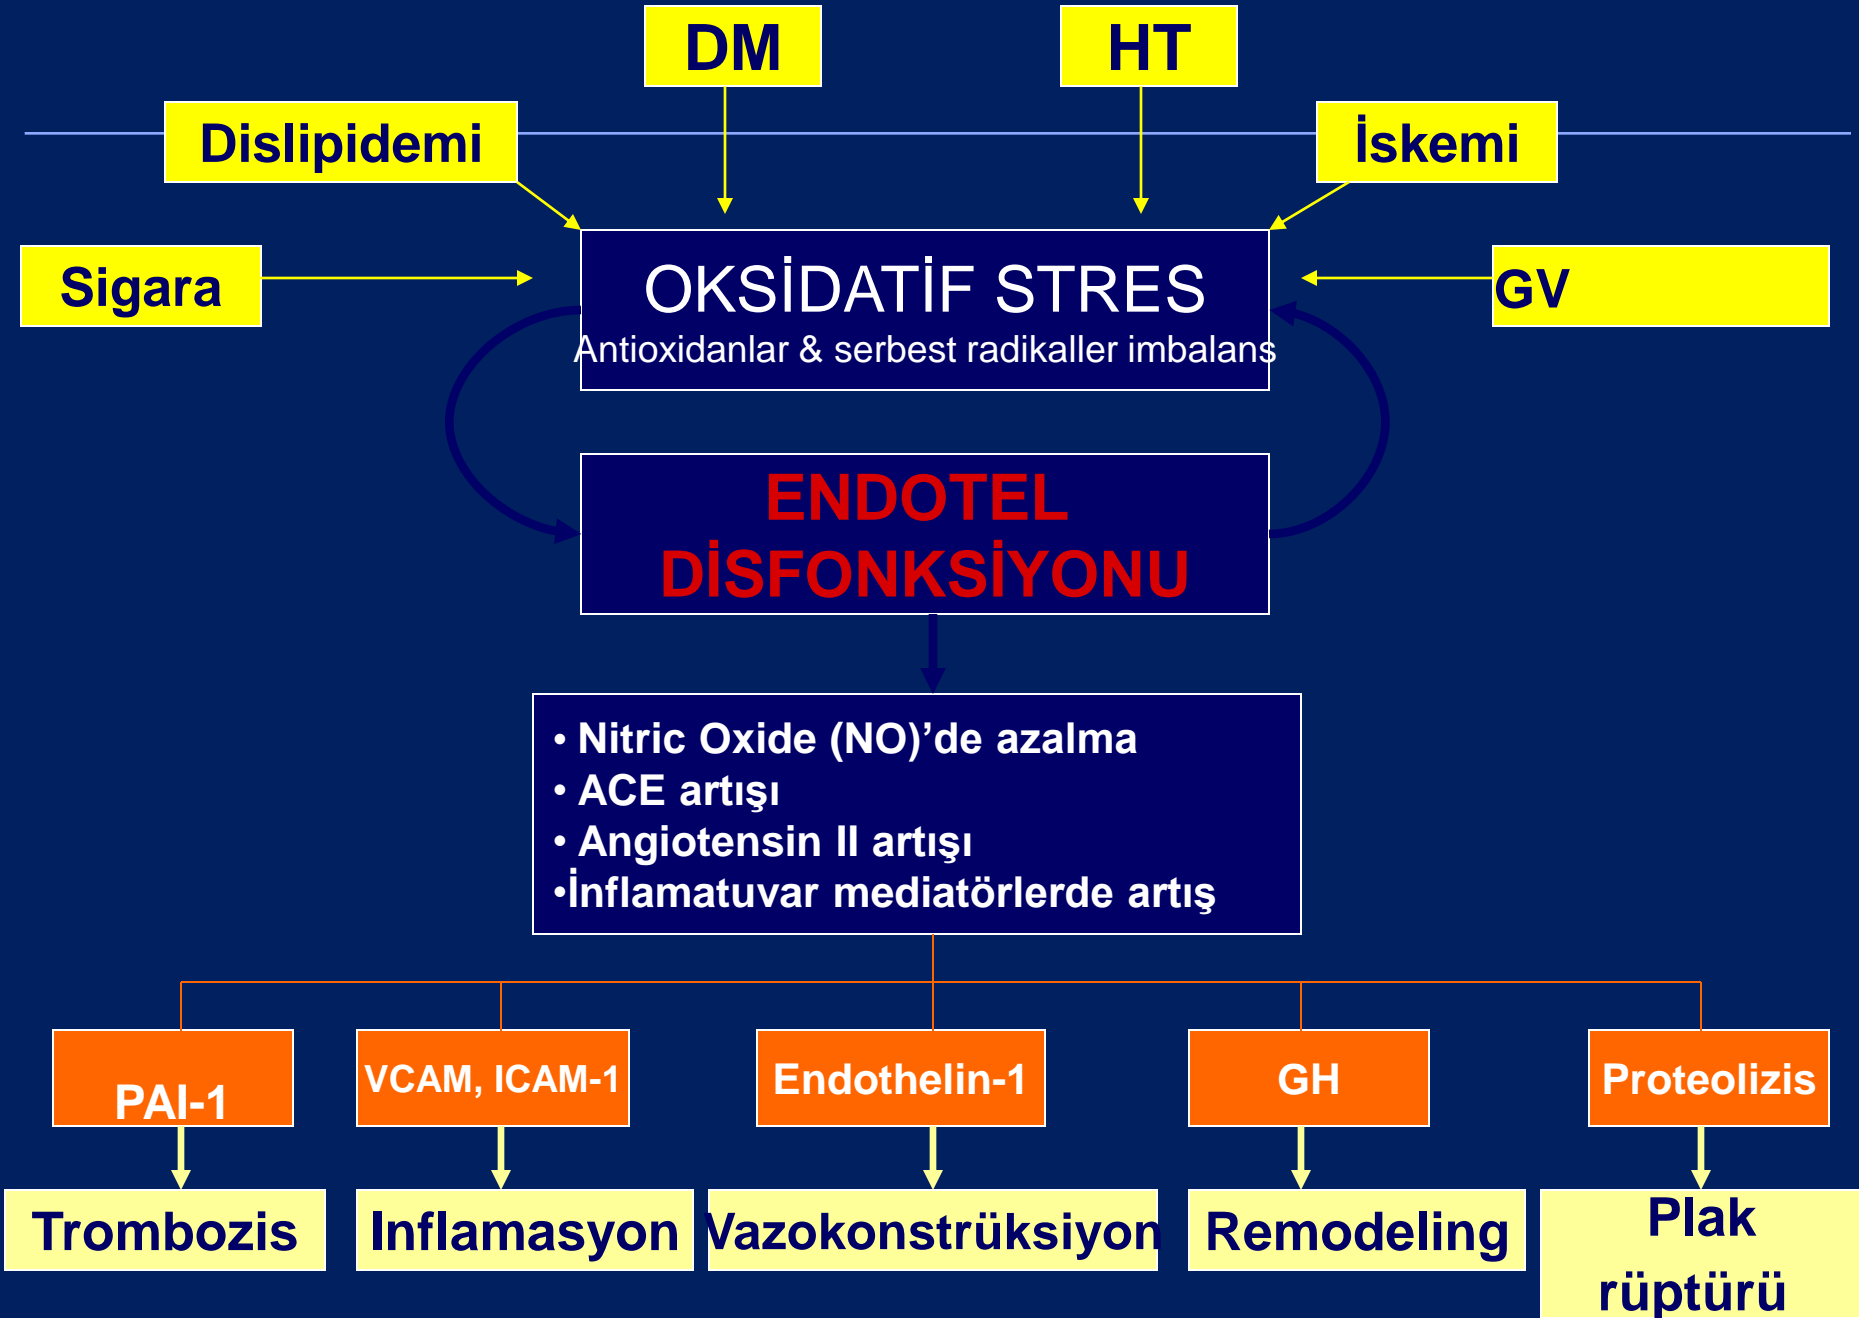 DM
HT
Dislipidemi
İskemi
Sigara
GV
OKSİDATİF STRES
Antioxidanlar & serbest radikaller imbalans
ENDOTEL
DİSFONKSİYONU
• Nitric Oxide (NO)’de azalma
• ACE artışı
• Angiotensin II artışı
•İnflamatuvar mediatörlerde artış
PAI-1
VCAM, ICAM-1
Endothelin-1
GH
Proteolizis
Trombozis
Inflamasyon
Vazokonstrüksiyon
Remodeling
Plak
rüptürü